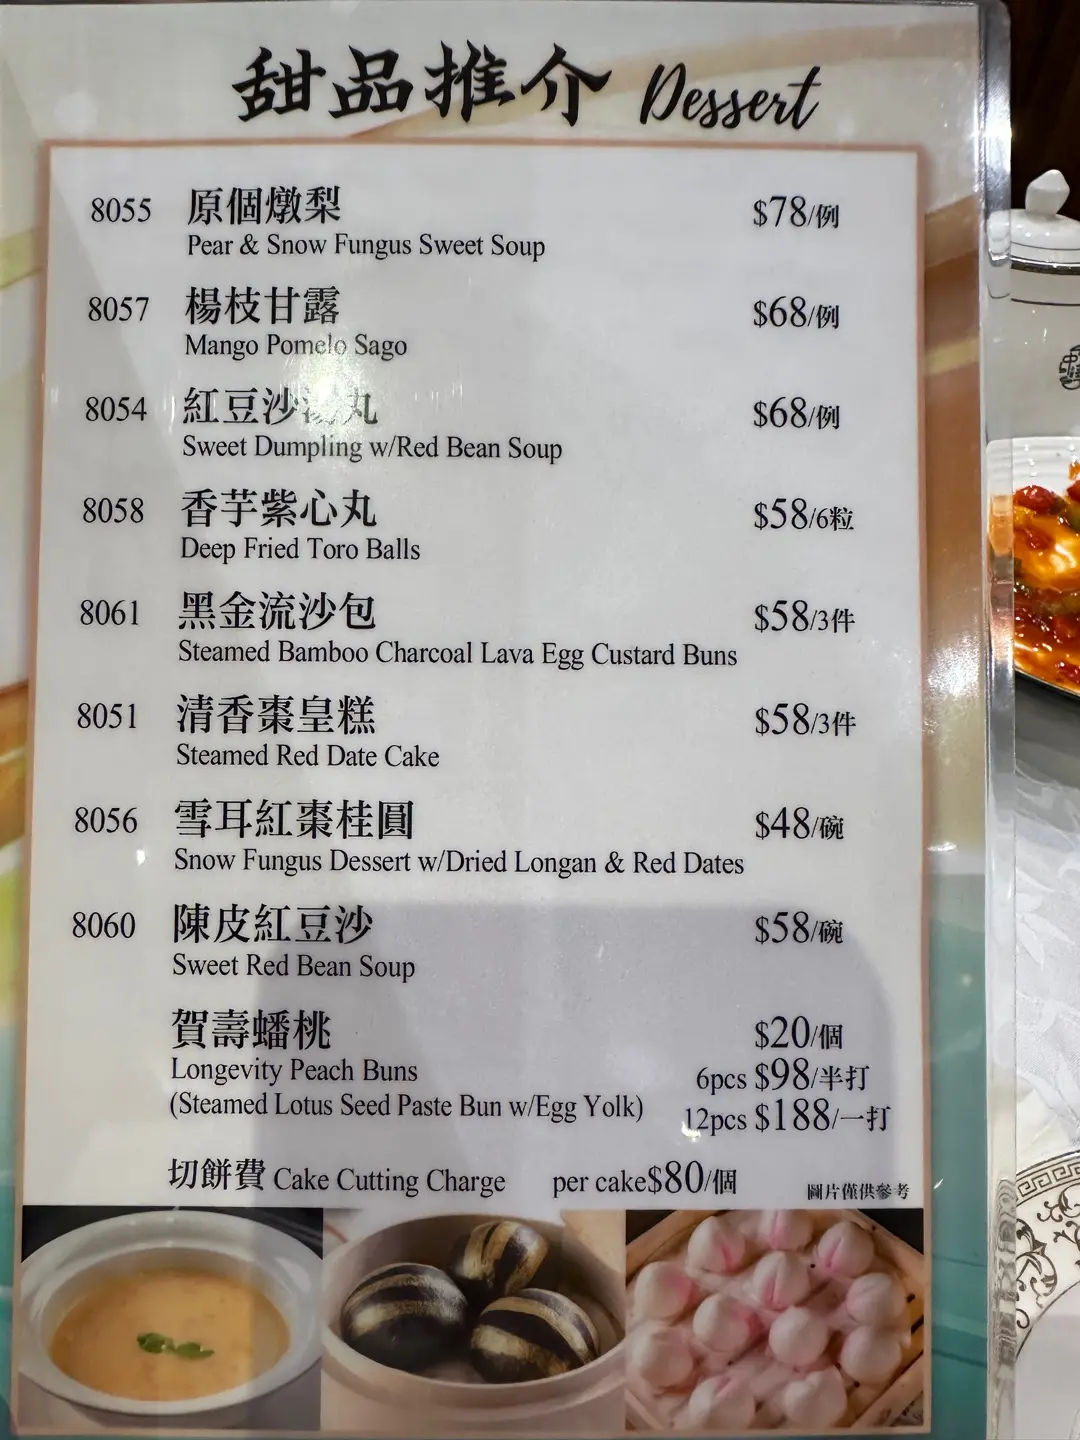 甜品推介 Dessert
8055 原個燉梨 $78/例
Pear & Snow Fungus Sweet Soup
8057 楊枝甘露 $68/例
Mango Pomelo Sago
8054 紅豆沙湯丸 $68/例
Sweet Dumpling w/Red Bean Soup
8058 香芋紫心丸 $58/6粒
Deep Fried Toro Balls
8061 黑金流沙包 $58/3件
Steamed Bamboo Charcoal Lava Egg Custard Buns
8051 清香棗皇糕 $58/3件
Steamed Red Date Cake
8056 雪耳紅棗桂圓 $48/碗
Snow Fungus Dessert w/Dried Longan & Red Dates
8060 陳皮紅豆沙 $58/碗
Sweet Red Bean Soup
賀壽蟠桃 $20/個
Longevity Peach Buns 6pcs $98/半打
(Steamed Lotus Seed Paste Bun w/Egg Yolk) 12pcs $188/一打
切餅費 Cake Cutting Charge per cake$80/個
圖片僅供參考